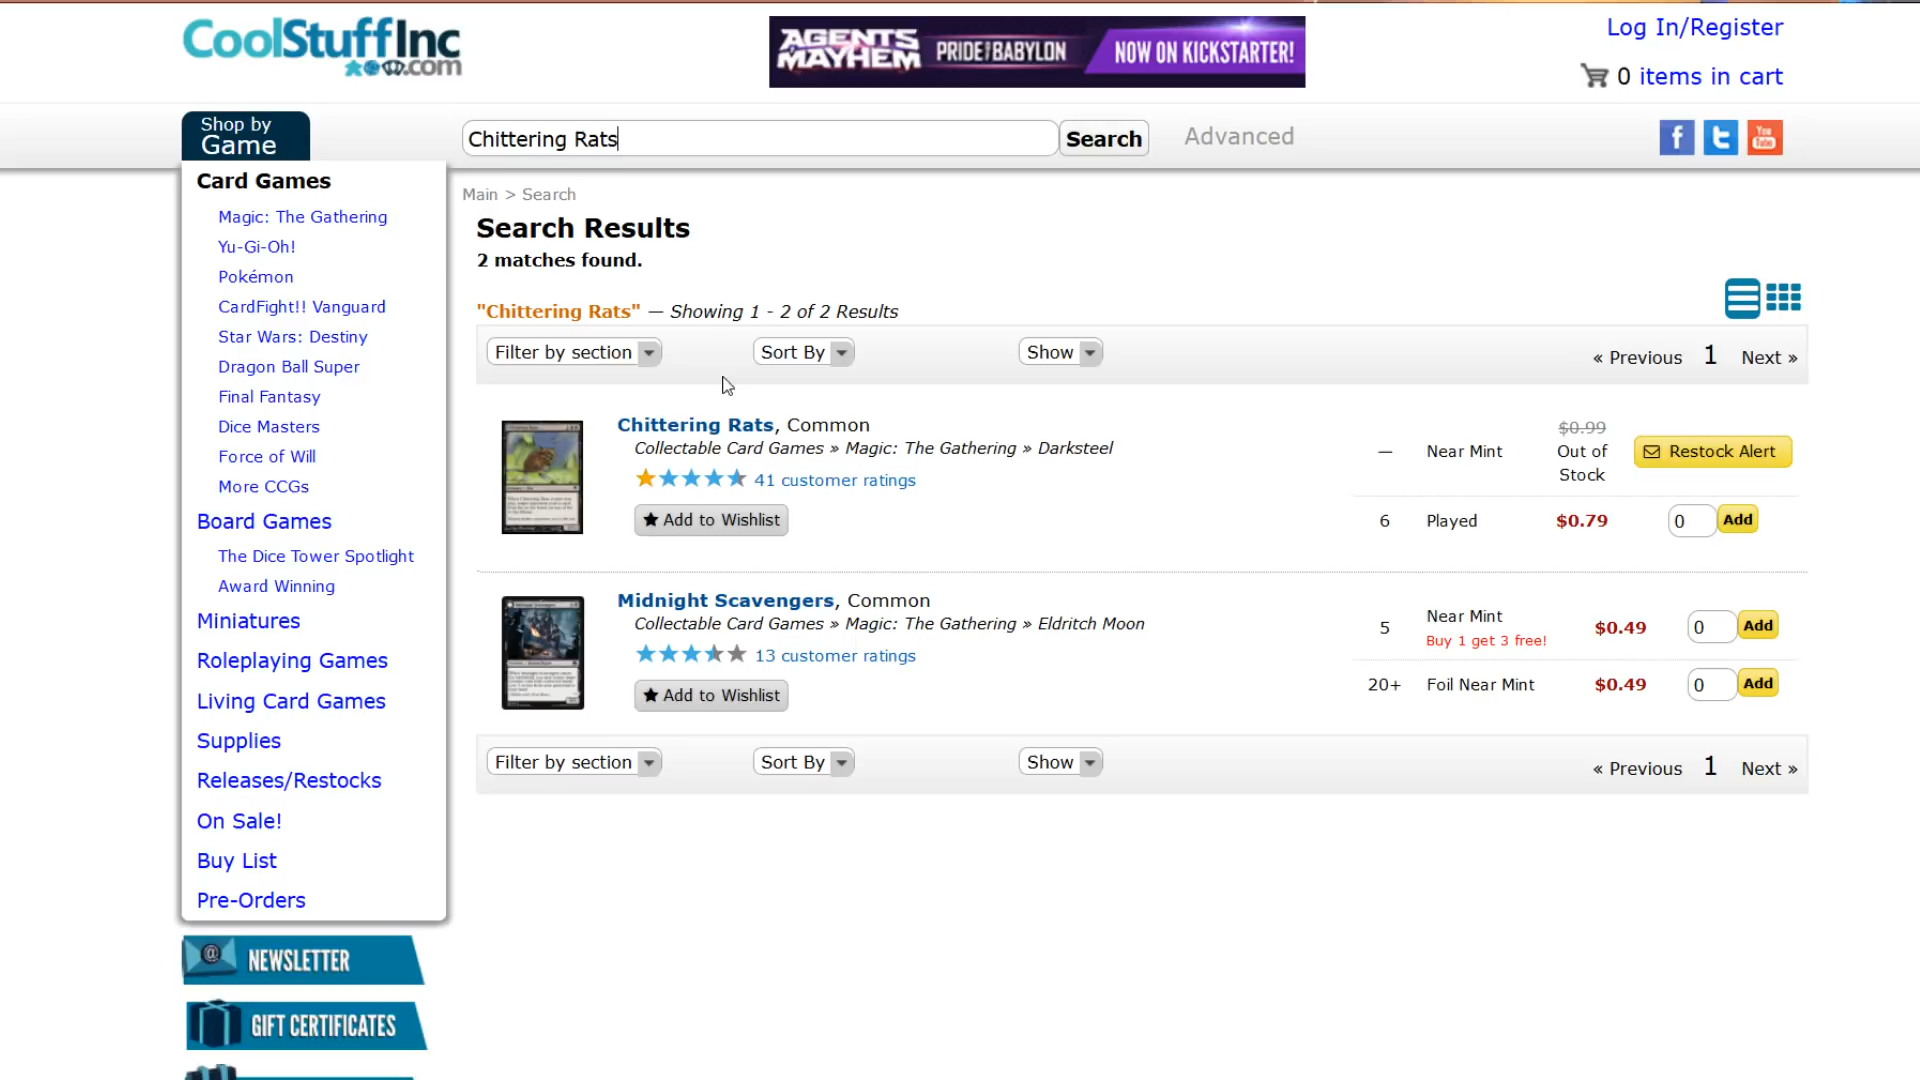 CoolStuffInc
.com
AGENTS MAYHEM PRIDE OF BABYLON NOW ON KICKSTARTER!
Log In/Register
0 items in cart
Shop by
Game
Chittering Rats
Search
Advanced
f
You
Tube
Card Games
Magic: The Gathering
Yu-Gi-Oh!
Pokémon
CardFight!! Vanguard
Star Wars: Destiny
Dragon Ball Super
Final Fantasy
Dice Masters
Force of Will
More CCGs
Board Games
The Dice Tower Spotlight
Award Winning
Miniatures
Roleplaying Games
Living Card Games
Supplies
Releases/Restocks
On Sale!
Buy List
Pre-Orders
@ NEWSLETTER
GIFT CERTIFICATES
Main > Search
Search Results
2 matches found.
"Chittering Rats" — Showing 1 - 2 of 2 Results
Filter by section
Sort By
Show
« Previous 1 Next »
Chittering Rats, Common
Collectable Card Games » Magic: The Gathering » Darksteel
41 customer ratings
★ Add to Wishlist
— Near Mint $0.99 Out of Stock Restock Alert
6 Played $0.79 0 Add
Midnight Scavengers, Common
Collectable Card Games » Magic: The Gathering » Eldritch Moon
13 customer ratings
★ Add to Wishlist
5 Near Mint Buy 1 get 3 free! $0.49 0 Add
20+ Foil Near Mint $0.49 0 Add
Filter by section
Sort By
Show
« Previous 1 Next »